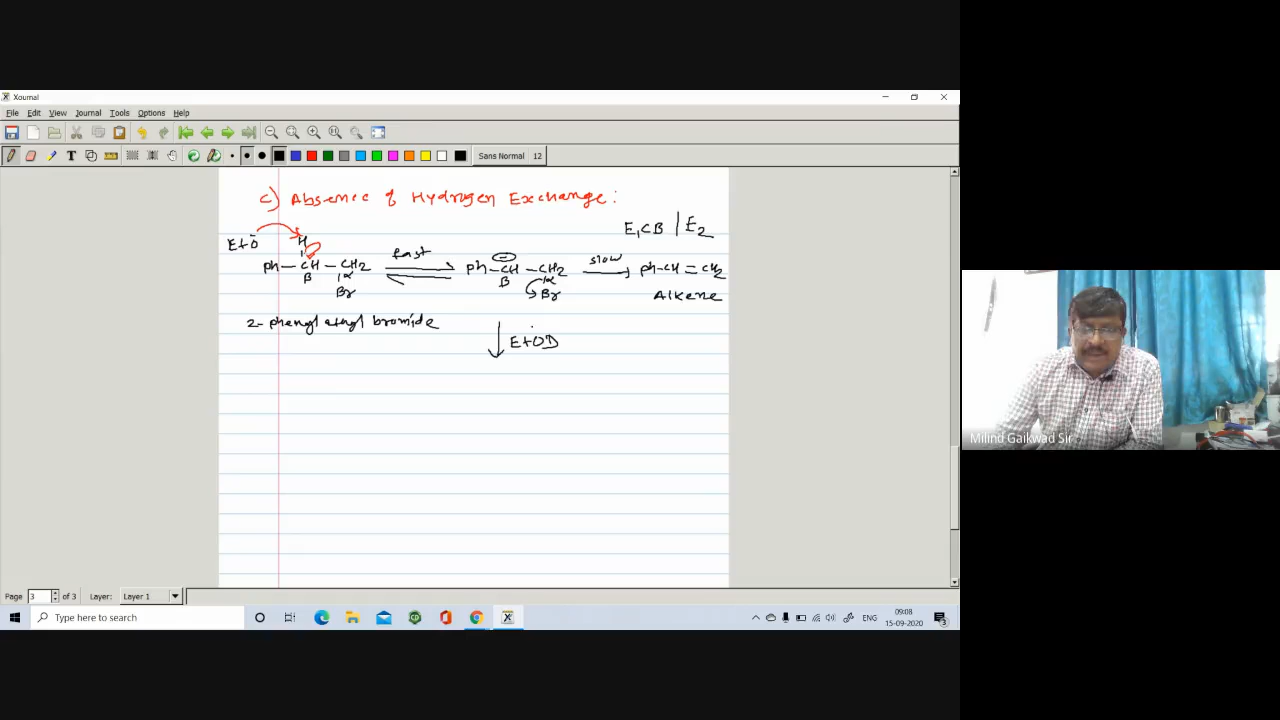 Xournal
File Edit View Journal Tools Options Help
Sans Normal 12
c) Absence of Hydrogen Exchange:
E1CB / E2
EtO
H
Ph - CH - CH2 fast Ph - CH - CH2 slow Ph-CH = CH2
β α β α
Br Br Alkene
2-phenyl ethyl bromide
EtOD
Milind Gaikwad Sir
Page 3 of 3 Layer: Layer 1
Type here to search
ENG
09:08
15-09-2020
3